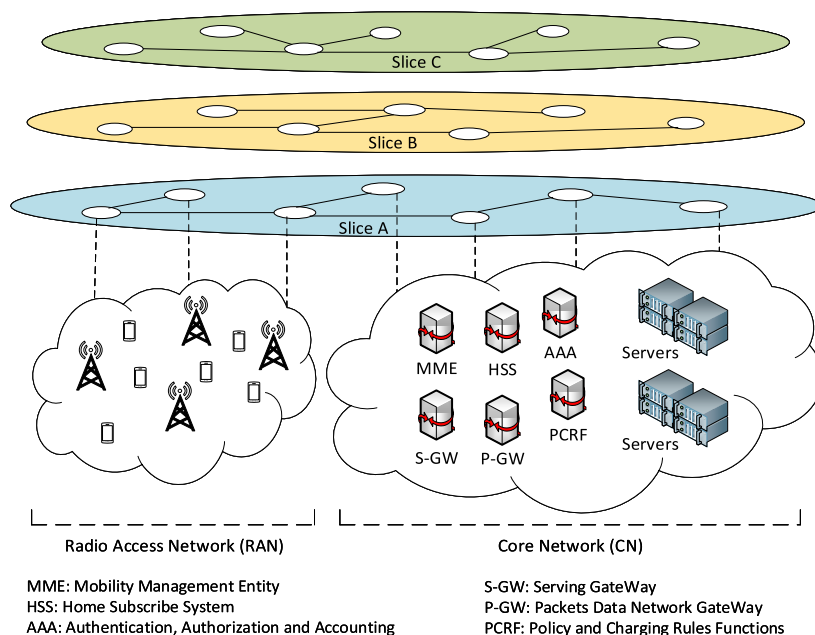 Slice C
Slice B
Slice A
MME
HSS
AAA
Servers
S-GW
P-GW
PCRF
Servers
Radio Access Network (RAN)
Core Network (CN)
MME: Mobility Management Entity
HSS: Home Subscribe System
AAA: Authentication, Authorization and Accounting
S-GW: Serving GateWay
P-GW: Packets Data Network GateWay
PCRF: Policy and Charging Rules Functions